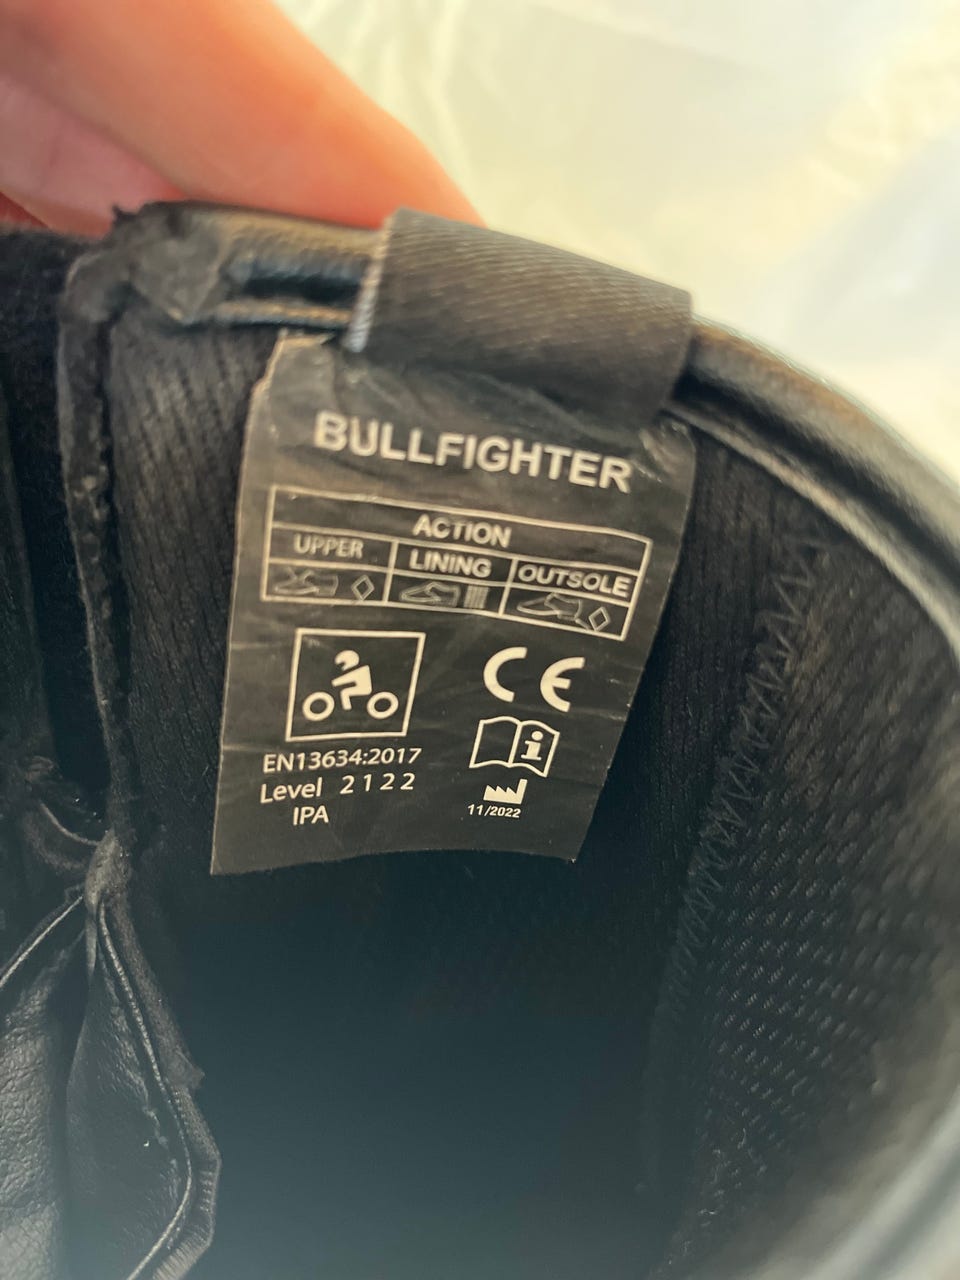 BULLFIGHTER
ACTION
UPPER LINING OUTSOLE
CE
i
EN13634:2017
Level 2122
IPA
11/2022